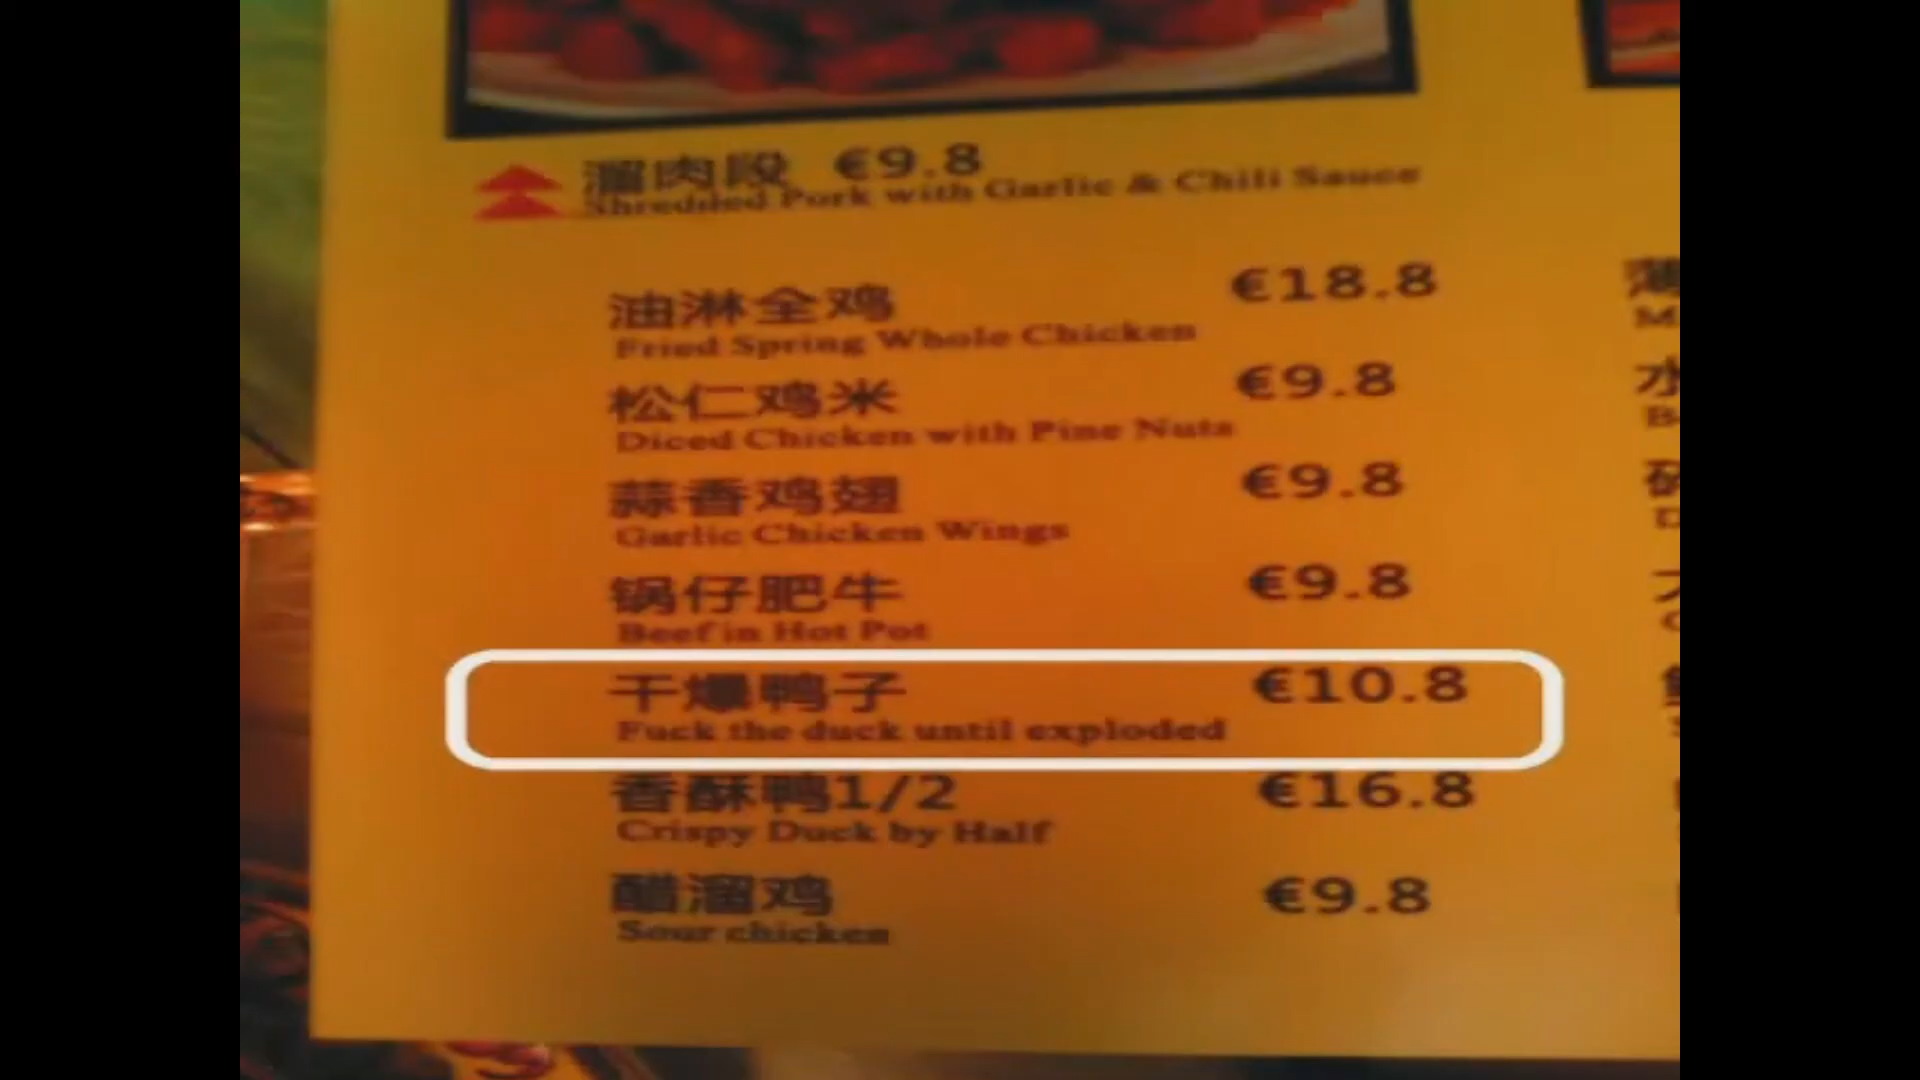 溜肉段 €9.8
Shredded Pork with Garlic & Chili Sauce
油淋全鸡 €18.8
Fried Spring Whole Chicken
松仁鸡米 €9.8
Diced Chicken with Pine Nuts
蒜香鸡翅 €9.8
Garlic Chicken Wings
锅仔肥牛 €9.8
Beef in Hot Pot
干爆鸭子 €10.8
Fuck the duck until exploded
香酥鸭1/2 €16.8
Crispy Duck by Half
醋溜鸡 €9.8
Sour chicken